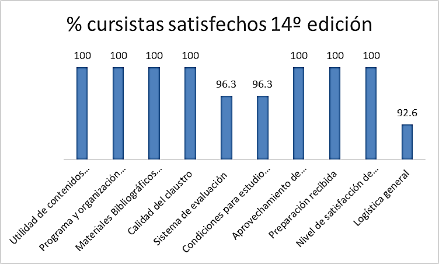 % cursistas satisfechos 14º edición
100 100 100 100 96.3 96.3 100 100 100 92.6
Utilidad de contenidos...
Programa y organización...
Materiales Bibliográficos...
Calidad del claustro
Sistema de evaluación
Condiciones para estudio...
Aprovechamiento de...
Preparación recibida
Nivel de satisfacción de...
Logística general